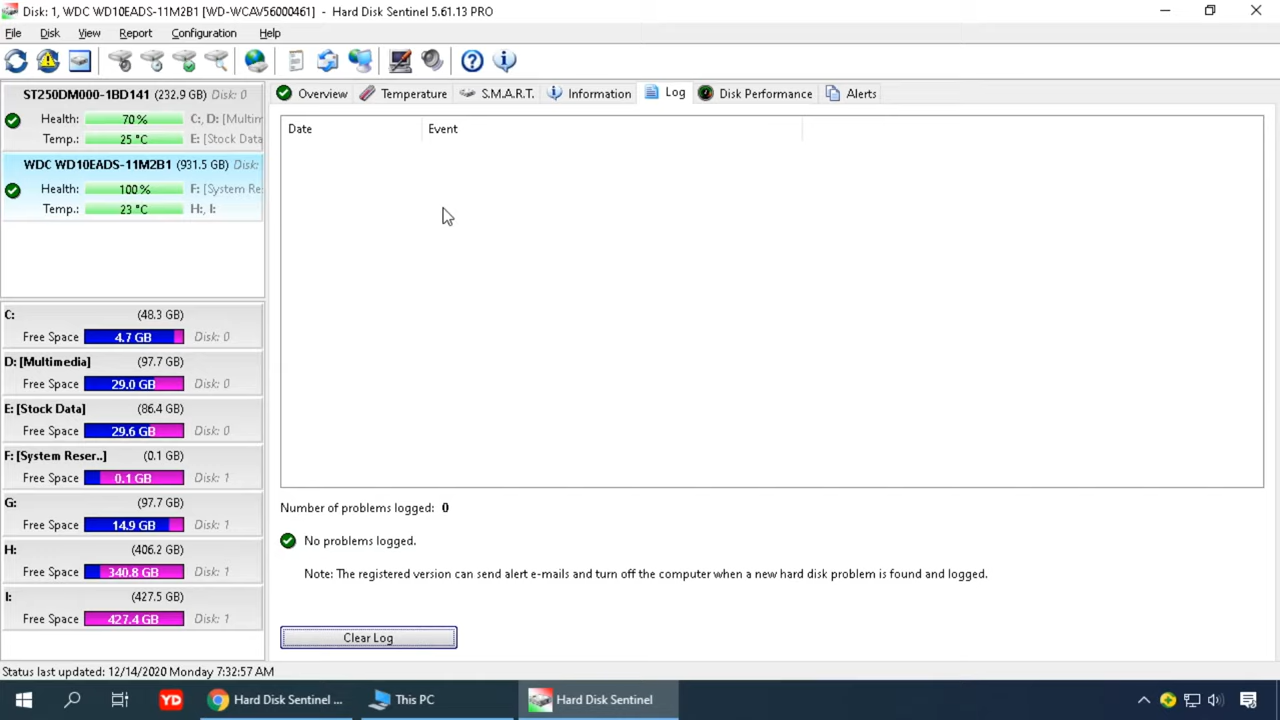 Disk: 1, WDC WD10EADS-11M2B1 [WD-WCAV56000461] - Hard Disk Sentinel 5.61.13 PRO
File Disk View Report Configuration Help
ST250DM000-1BD141 (232.9 GB) Disk: 0
Health: 70 % C:, D: [Multim
Temp.: 25 °C E: [Stock Data
WDC WD10EADS-11M2B1 (931.5 GB) Disk:
Health: 100 % F: [System Re
Temp.: 23 °C H:, I:
C: (48.3 GB)
Free Space 4.7 GB Disk: 0
D: [Multimedia] (97.7 GB)
Free Space 29.0 GB Disk: 0
E: [Stock Data] (86.4 GB)
Free Space 29.6 GB Disk: 0
F: [System Reser..] (0.1 GB)
Free Space 0.1 GB Disk: 1
G: (97.7 GB)
Free Space 14.9 GB Disk: 1
H: (406.2 GB)
Free Space 340.8 GB Disk: 1
I: (427.5 GB)
Free Space 427.4 GB Disk: 1
Overview Temperature S.M.A.R.T. Information Log Disk Performance Alerts
Date Event
Number of problems logged: 0
No problems logged.
Note: The registered version can send alert e-mails and turn off the computer when a new hard disk problem is found and logged.
Clear Log
Status last updated: 12/14/2020 Monday 7:32:57 AM
YD Hard Disk Sentinel ... This PC Hard Disk Sentinel